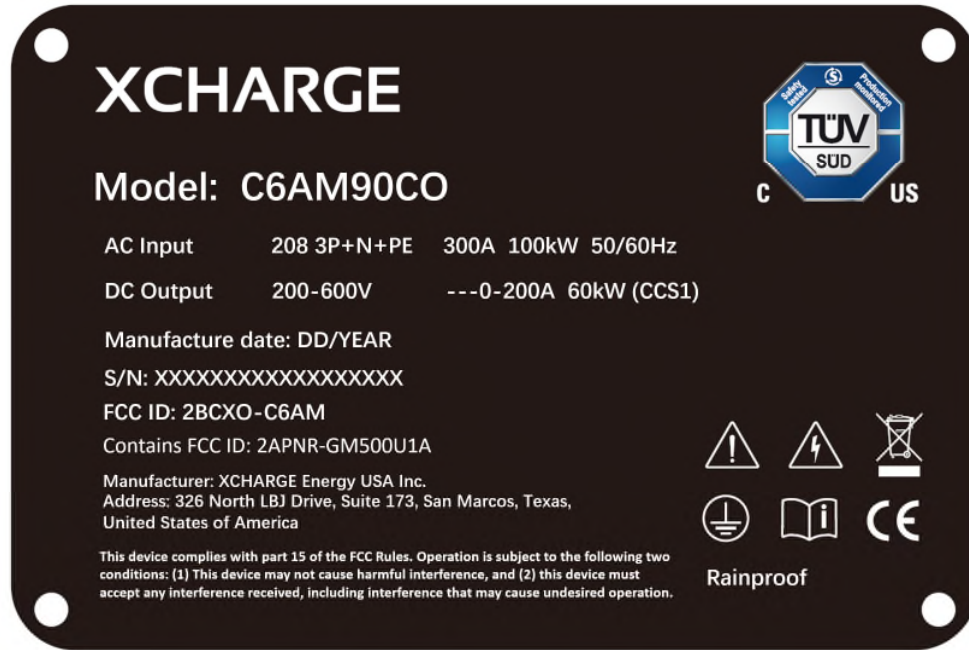 XCHARGE
Safety tested
Production monitored
TÜV
SÜD
C US
Model: C6AM90CO
AC Input 208 3P+N+PE 300A 100kW 50/60Hz
DC Output 200-600V ---0-200A 60kW (CCS1)
Manufacture date: DD/YEAR
S/N: XXXXXXXXXXXXXXXXXX
FCC ID: 2BCXO-C6AM
Contains FCC ID: 2APNR-GM500U1A
Manufacturer: XCHARGE Energy USA Inc.
Address: 326 North LBJ Drive, Suite 173, San Marcos, Texas,
United States of America
This device complies with part 15 of the FCC Rules. Operation is subject to the following two
conditions: (1) This device may not cause harmful interference, and (2) this device must
accept any interference received, including interference that may cause undesired operation.
CE
Rainproof